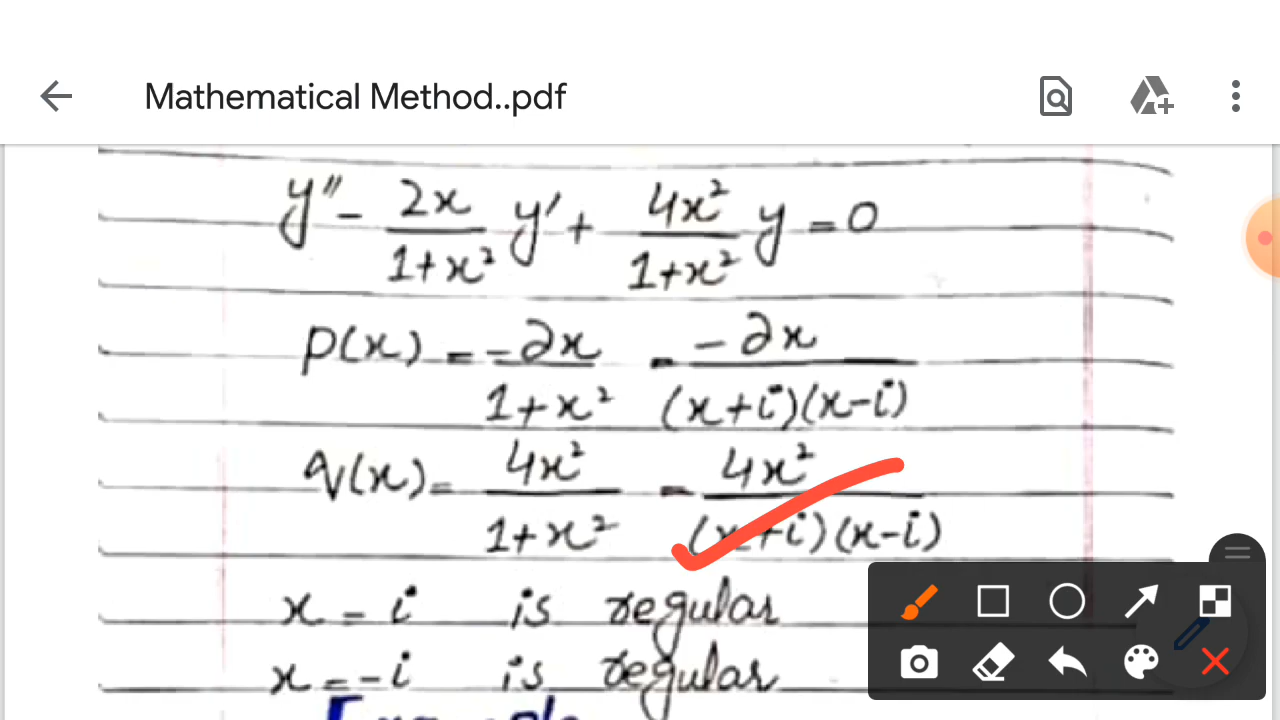 Mathematical Method..pdf
y'' - 2x/1+x² y' + 4x²/1+x² y = 0
p(x) = -2x/1+x² = -2x/(x+i)(x-i)
q(x) = 4x²/1+x² = 4x²/(x+i)(x-i)
x = i is regular
x = -i is regular